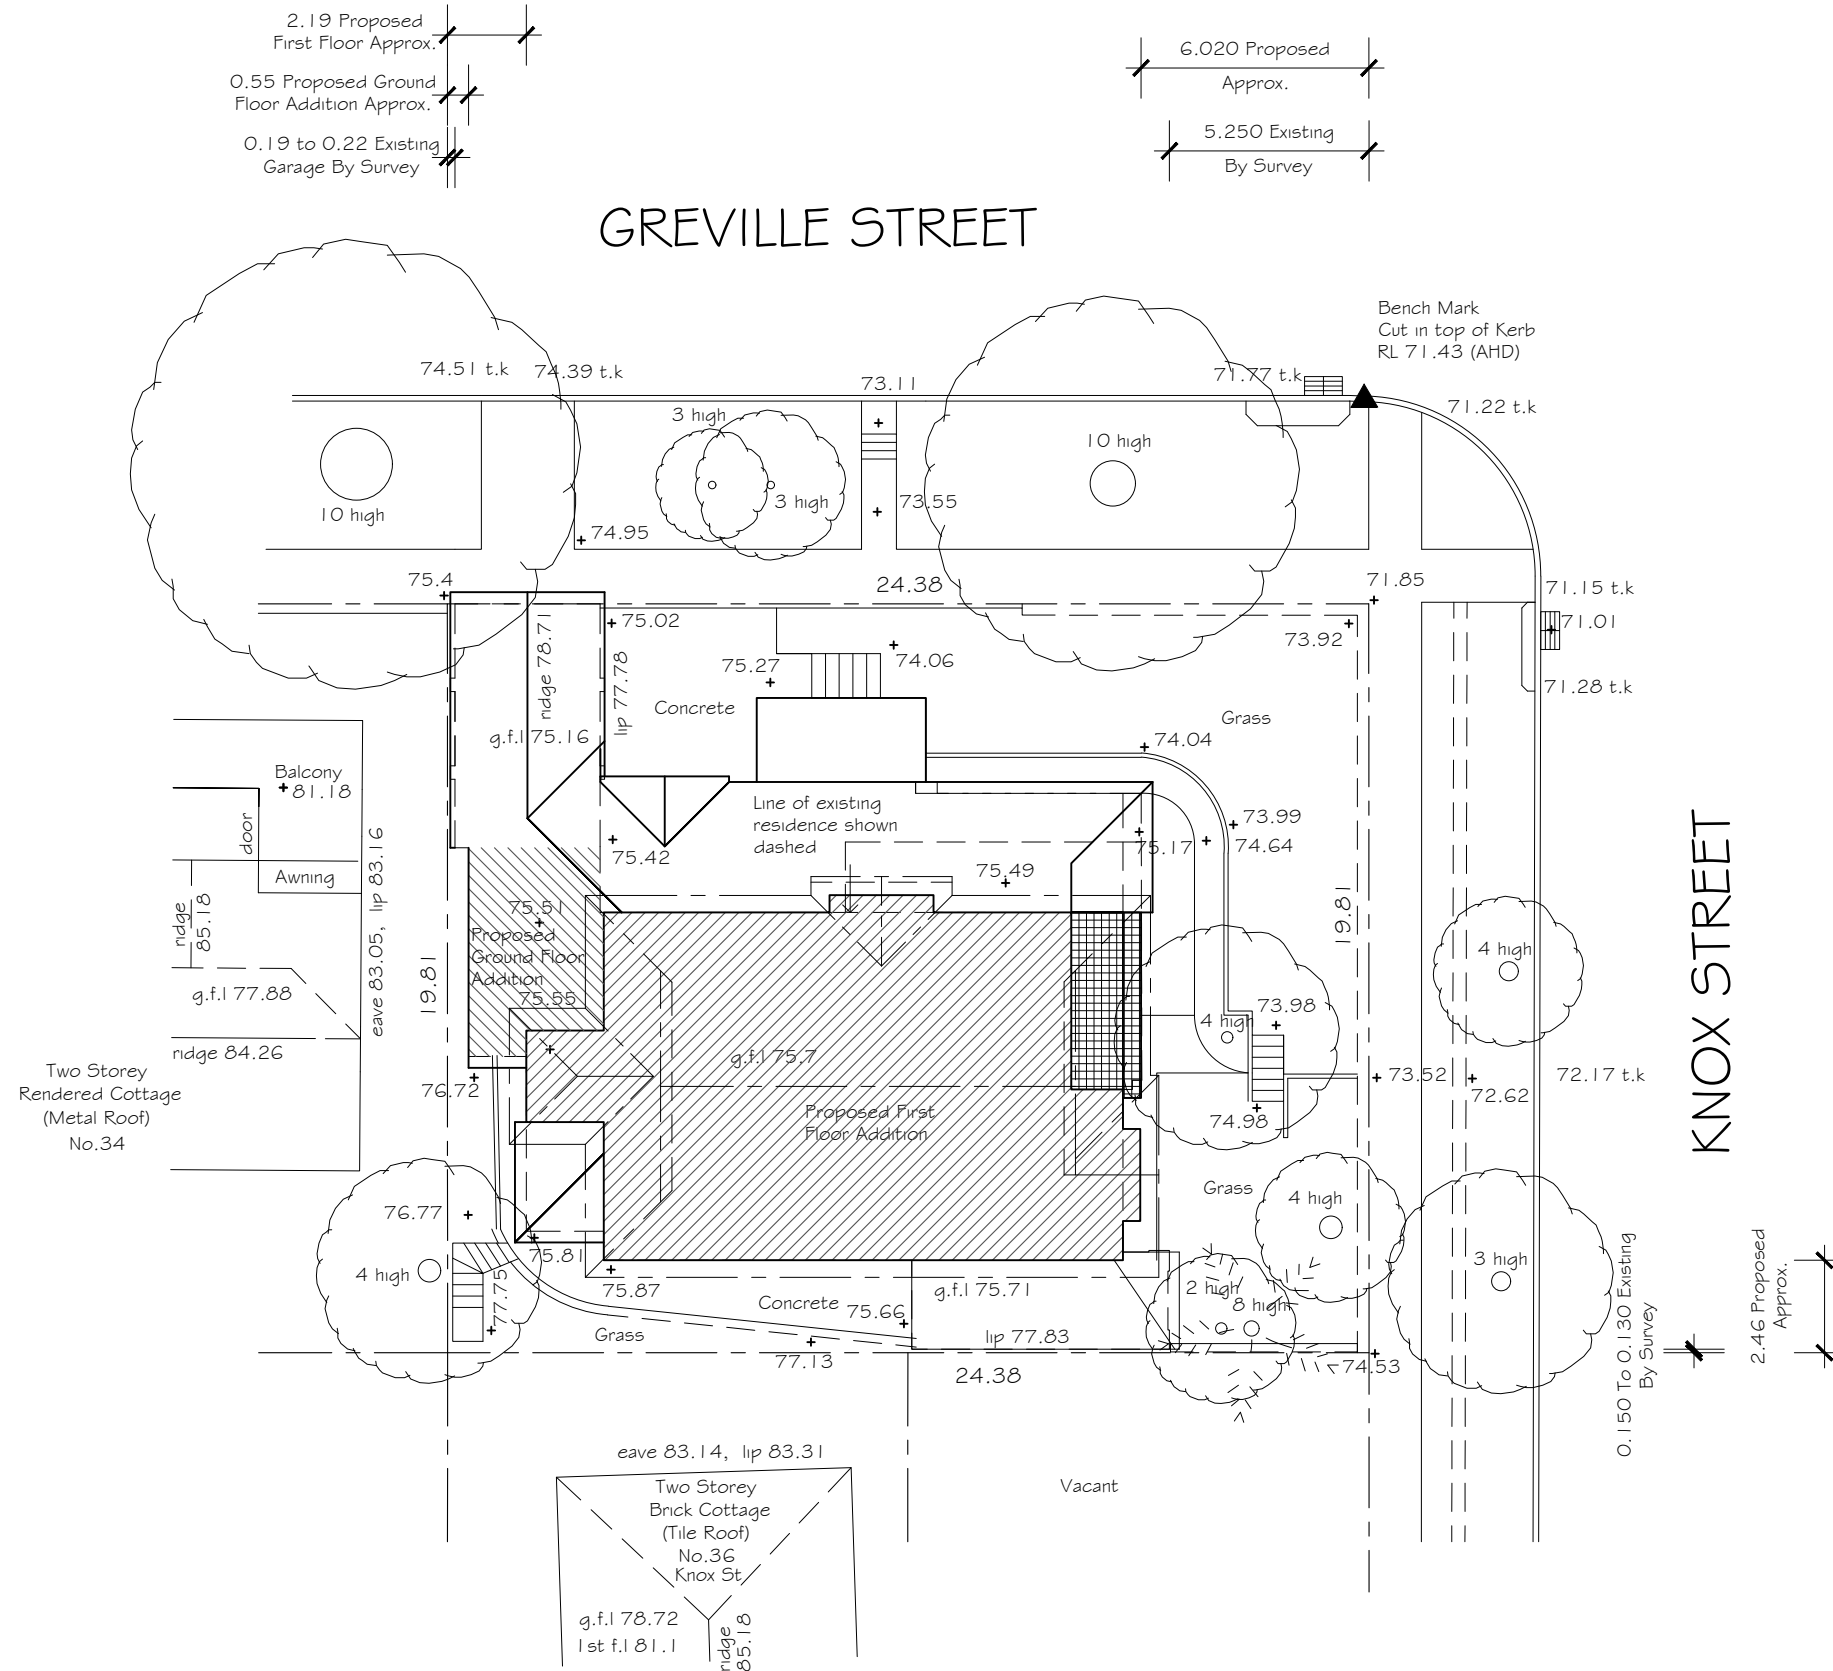 2.19 Proposed
First Floor Approx.
0.55 Proposed Ground
Floor Addition Approx.
0.19 to 0.22 Existing
Garage By Survey
6.020 Proposed
Approx.
5.250 Existing
By Survey
GREVILLE STREET
Bench Mark
Cut in top of Kerb
RL 71.43 (AHD)
74.51 t.k
74.39 t.k
73.11
71.77 t.k
71.22 t.k
3 high
10 high
3 high
73.55
10 high
74.95
75.4
24.38
71.85
71.15 t.k
75.02
73.92
71.01
ridge 78.71
lip 77.78
75.27
74.06
71.28 t.k
Concrete
Grass
g.f.l 75.16
74.04
Balcony
81.18
door
Awning
Line of existing
residence shown
dashed
73.99
75.42
75.17
74.64
75.49
ridge
85.18
eave 83.05, lip 83.16
19.81
75.51
Proposed
Ground Floor
Addition
75.55
19.81
KNOX STREET
4 high
g.f.l 77.88
73.98
4 high
ridge 84.26
g.f.l 75.7
Two Storey
Rendered Cottage
(Metal Roof)
No.34
76.72
73.52
72.62
72.17 t.k
Proposed First
Floor Addition
74.98
76.77
Grass
4 high
75.81
4 high
77.75
75.87
Concrete
75.66
g.f.l 75.71
2 high
8 high
3 high
Grass
lip 77.83
77.13
24.38
74.53
0.150 To 0.130 Existing
By Survey
2.46 Proposed
Approx.
eave 83.14, lip 83.31
Two Storey
Brick Cottage
(Tile Roof)
No.36
Knox St
Vacant
g.f.l 78.72
1st f.l 81.1
ridge
85.18